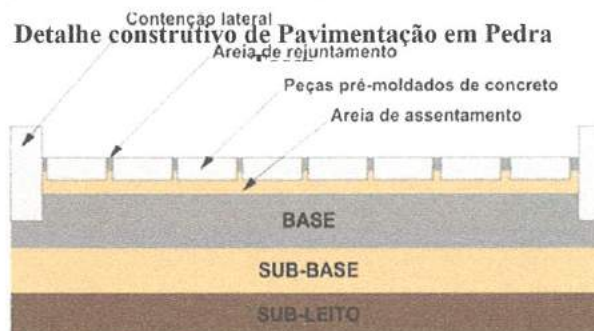 Contenção lateral
Detalhe construtivo de Pavimentação em Pedra
Areia de rejuntamento
Peças pré-moldados de concreto
Areia de assentamento
BASE
SUB-BASE
SUB-LEITO